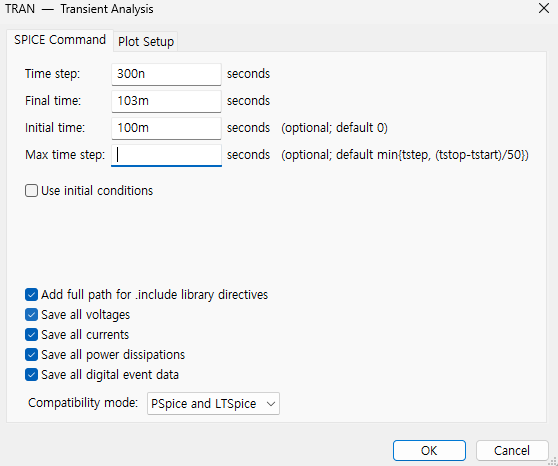 TRAN — Transient Analysis
SPICE Command Plot Setup
Time step: 300n seconds
Final time: 103m seconds
Initial time: 100m seconds (optional; default 0)
Max time step: seconds (optional; default min{tstep, (tstop-tstart)/50})
Use initial conditions
Add full path for .include library directives
Save all voltages
Save all currents
Save all power dissipations
Save all digital event data
Compatibility mode: PSpice and LTSpice
OK Cancel